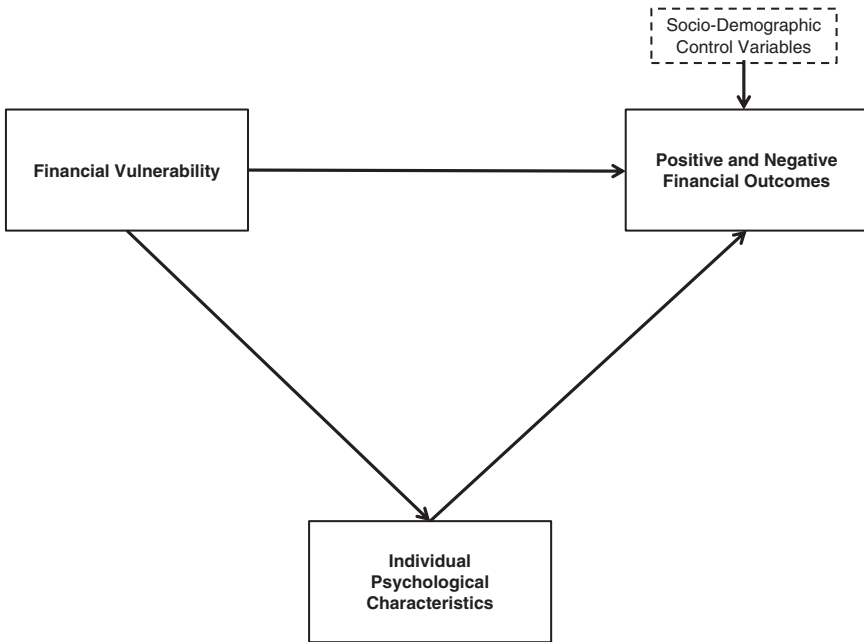 Socio-Demographic
Control Variables
Financial Vulnerability
Positive and Negative
Financial Outcomes
Individual
Psychological
Characteristics